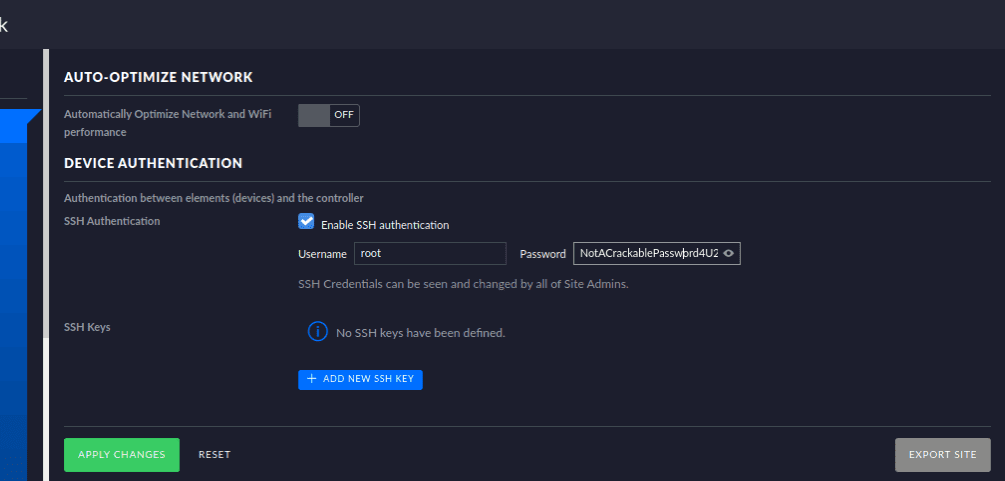 k
AUTO-OPTIMIZE NETWORK
Automatically Optimize Network and WiFi
performance
OFF
DEVICE AUTHENTICATION
Authentication between elements (devices) and the controller
SSH Authentication
Enable SSH authentication
Username root Password NotACrackablePassword4U2
SSH Credentials can be seen and changed by all of Site Admins.
SSH Keys
No SSH keys have been defined.
+ ADD NEW SSH KEY
APPLY CHANGES RESET EXPORT SITE